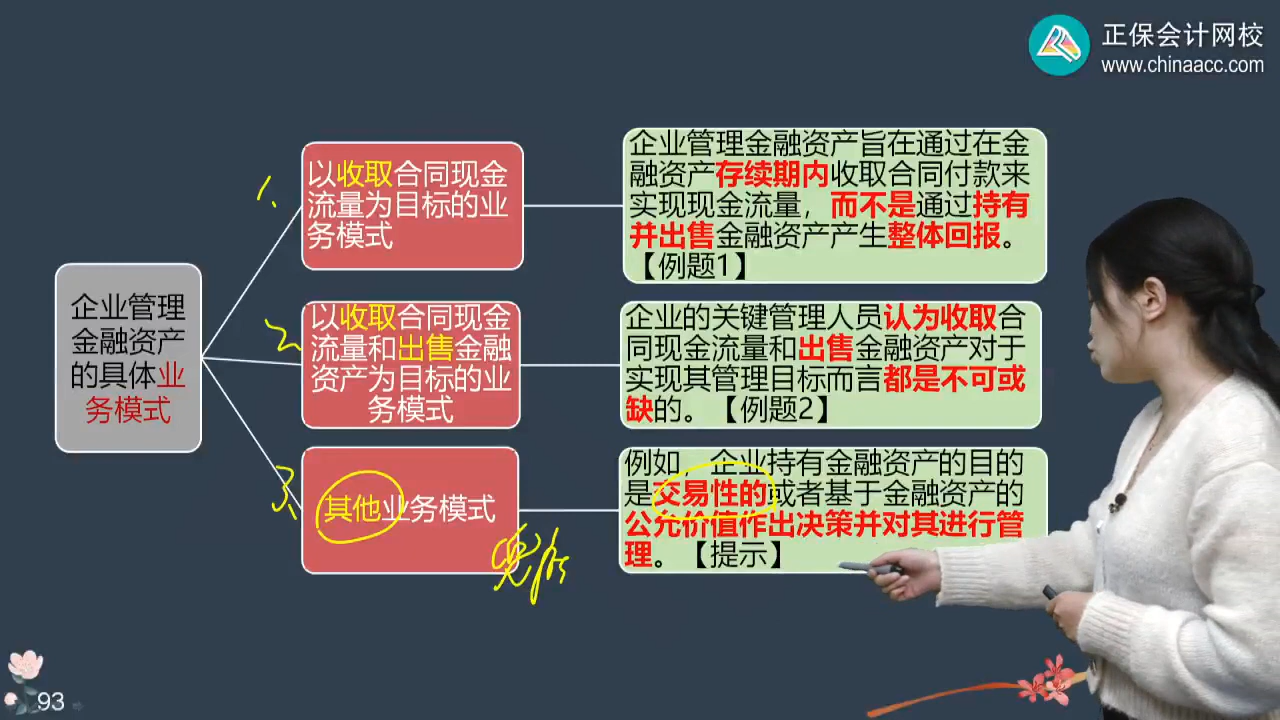 正保会计网校
www.chinaacc.com
1、
以收取合同现金
流量为目标的业
务模式
企业管理金融资产旨在通过在金
融资产存续期内收取合同付款来
实现现金流量，而不是通过持有
并出售金融资产产生整体回报。
【例题1】
企业管理
金融资产
的具体业
务模式
2
以收取合同现金
流量和出售金融
资产为目标的业
务模式
企业的关键管理人员认为收取合
同现金流量和出售金融资产对于
实现其管理目标而言都是不可或
缺的。【例题2】
3、
其他业务模式
例如，企业持有金融资产的目的
是交易性的或者基于金融资产的
公允价值作出决策并对其进行管
理。【提示】
93